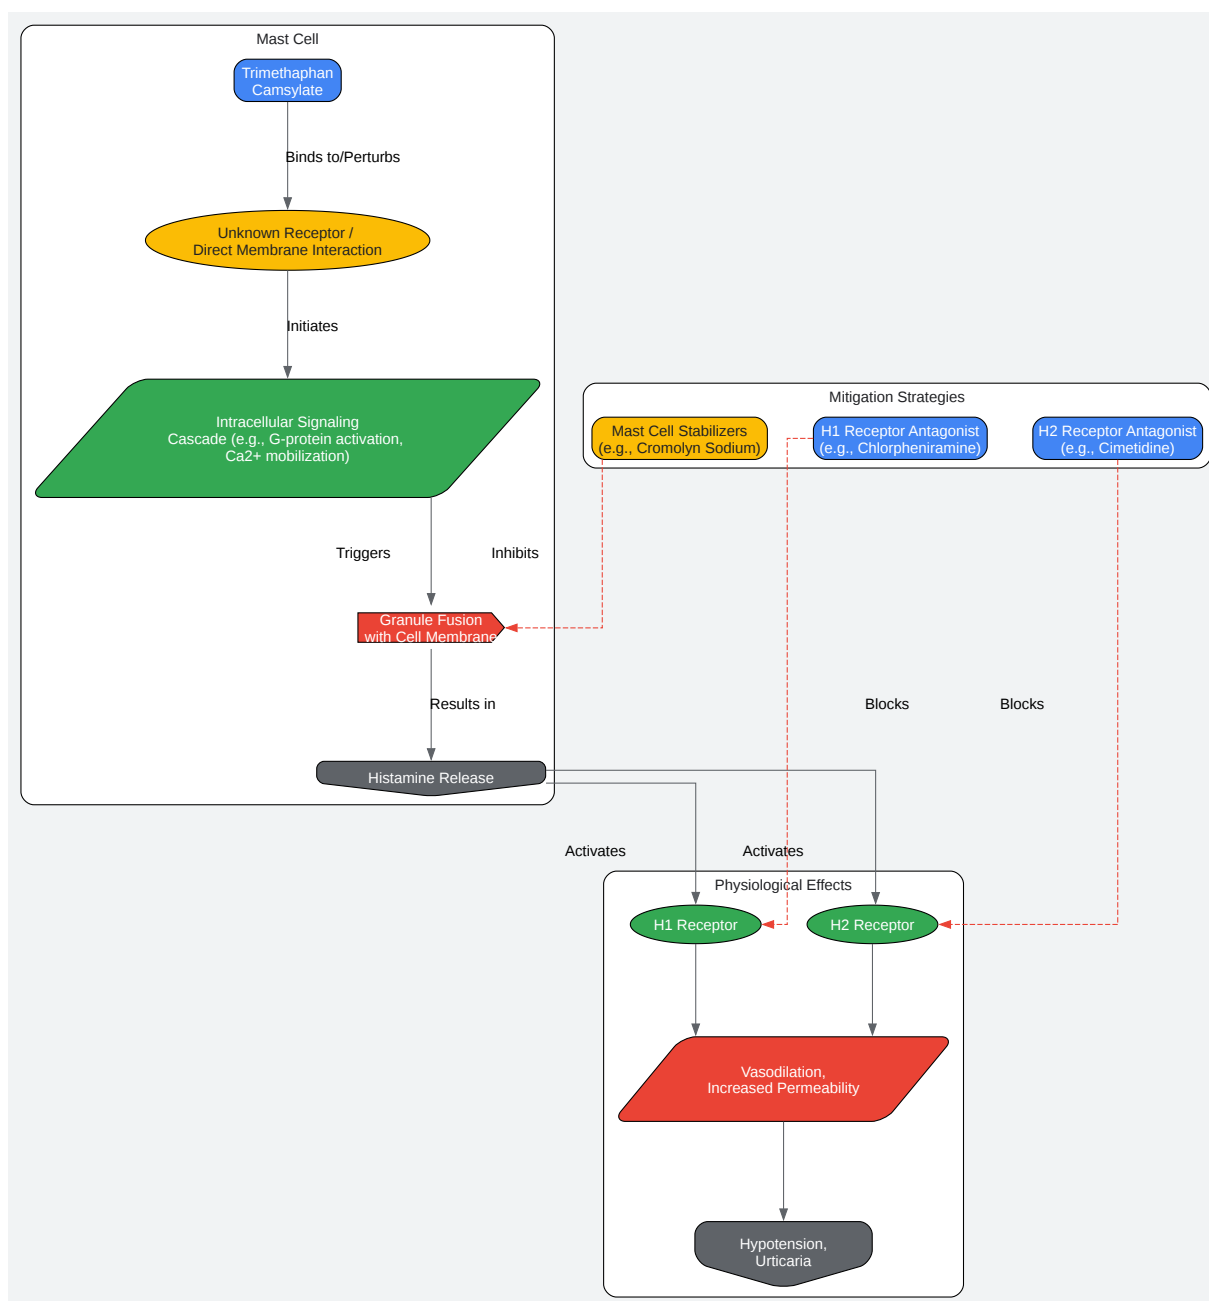 Mast Cell
Trimethaphan
Camsylate
Binds to/Perturbs
Unknown Receptor /
Direct Membrane Interaction
Initiates
Intracellular Signaling
Cascade (e.g., G-protein activation,
Ca2+ mobilization)
Triggers
Inhibits
Granule Fusion
with Cell Membrane
Results in
Histamine Release
Mitigation Strategies
Mast Cell Stabilizers
(e.g., Cromolyn Sodium)
H1 Receptor Antagonist
(e.g., Chlorpheniramine)
H2 Receptor Antagonist
(e.g., Cimetidine)
Blocks
Blocks
Activates
Activates
Physiological Effects
H1 Receptor
H2 Receptor
Vasodilation,
Increased Permeability
Hypotension,
Urticaria